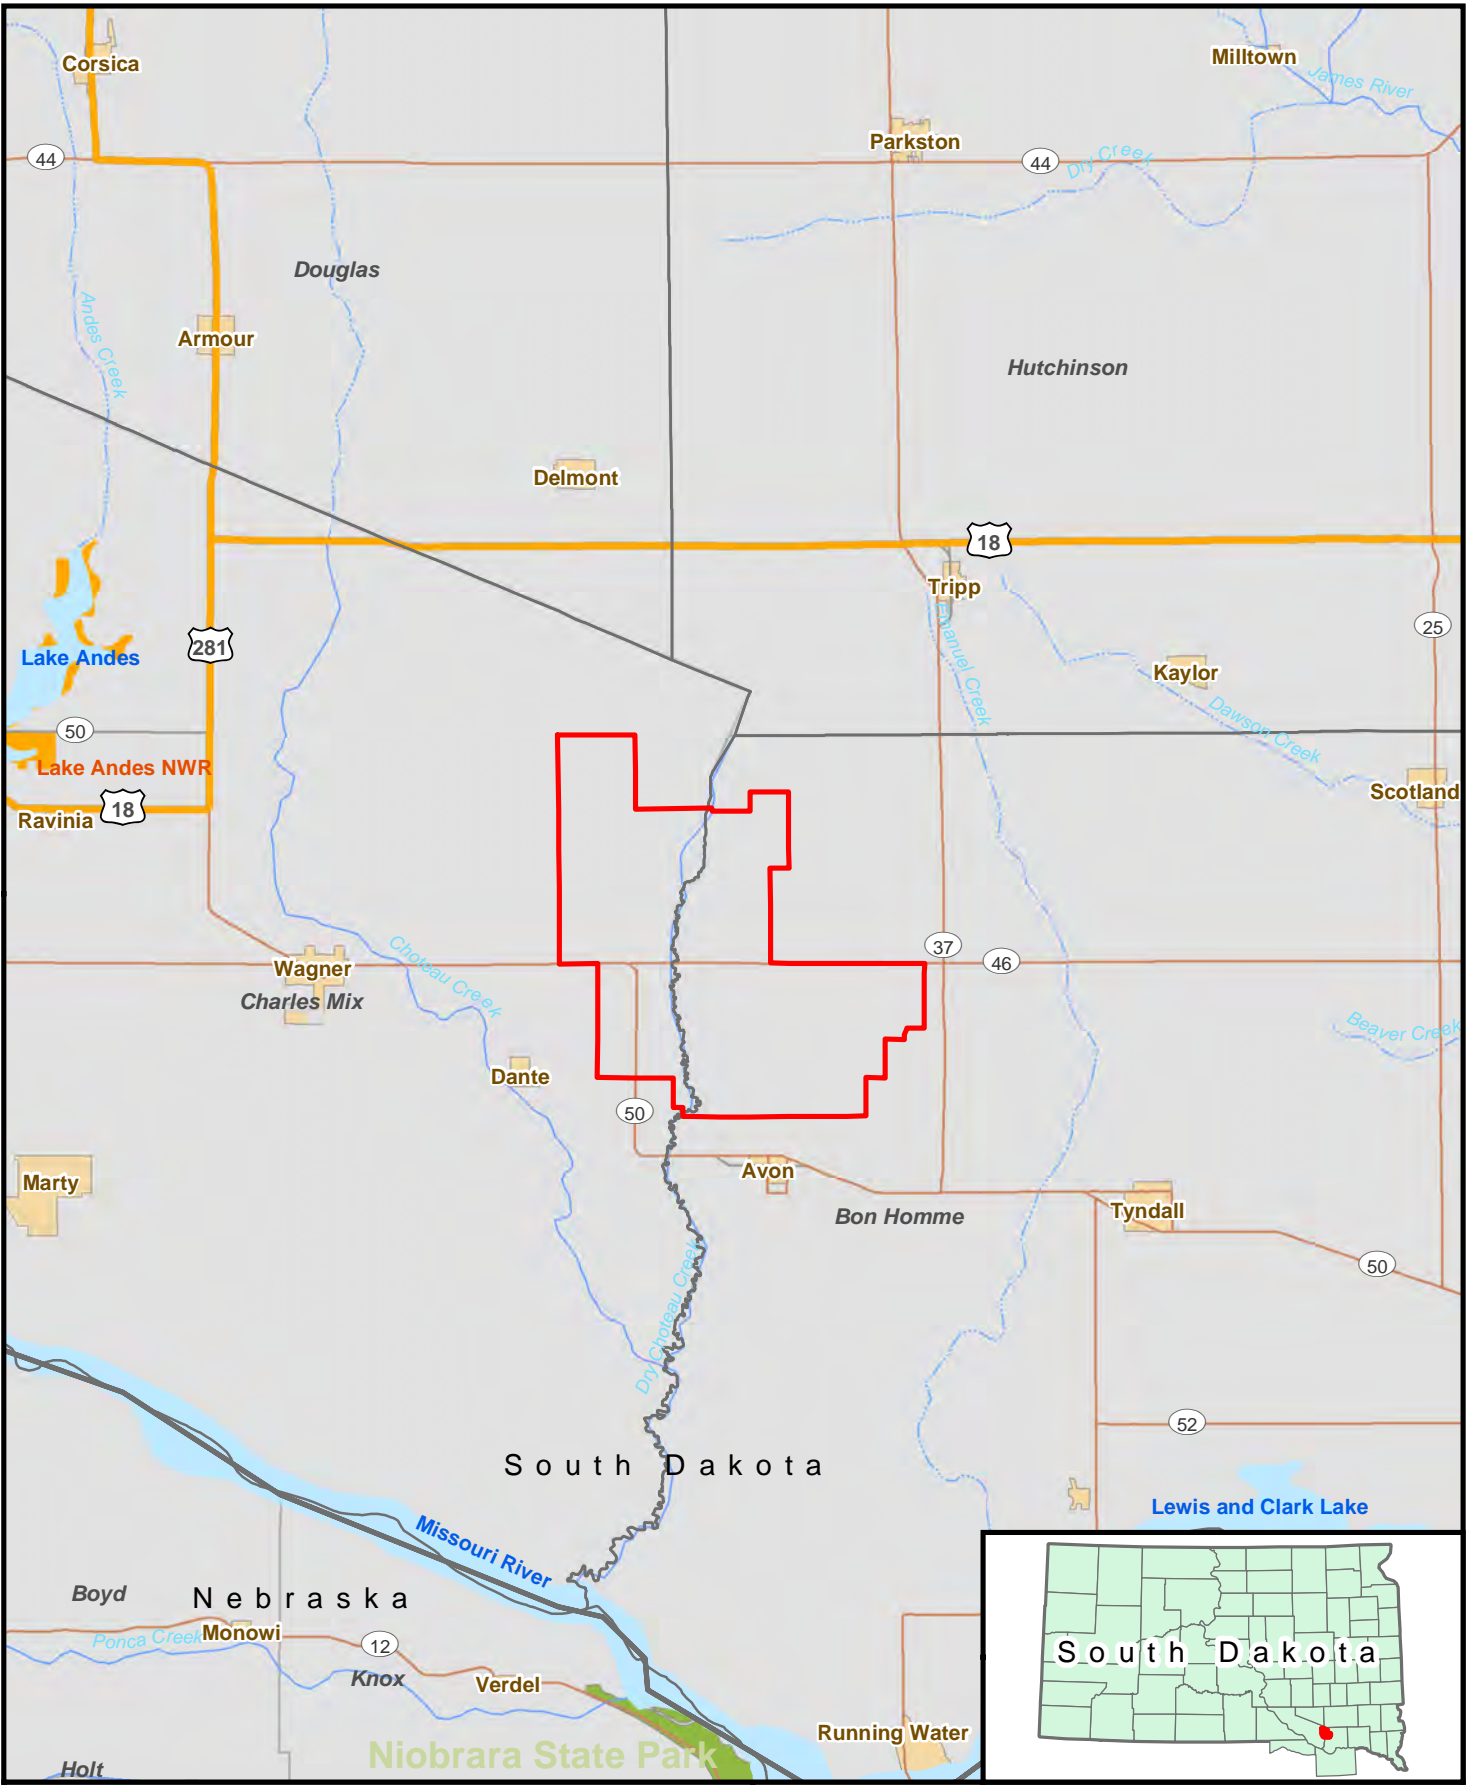 Corsica
Milltown
James River
Parkston
44
44
Dry Creek
Douglas
Andes Creek
Armour
Hutchinson
Delmont
18
Tripp
Emanuel Creek
25
281
Lake Andes
Kaylor
Dawson Creek
50
Lake Andes NWR
Scotland
18
Ravinia
37
46
Choteau Creek
Wagner
Charles Mix
Beaver Creek
Dante
50
Avon
Marty
Tyndall
Bon Homme
50
Dry Choteau Creek
52
South Dakota
Lewis and Clark Lake
Missouri River
Boyd
Nebraska
Monowi
Ponca Creek
12
South Dakota
Knox
Verdel
Running Water
Niobrara State Park
Holt